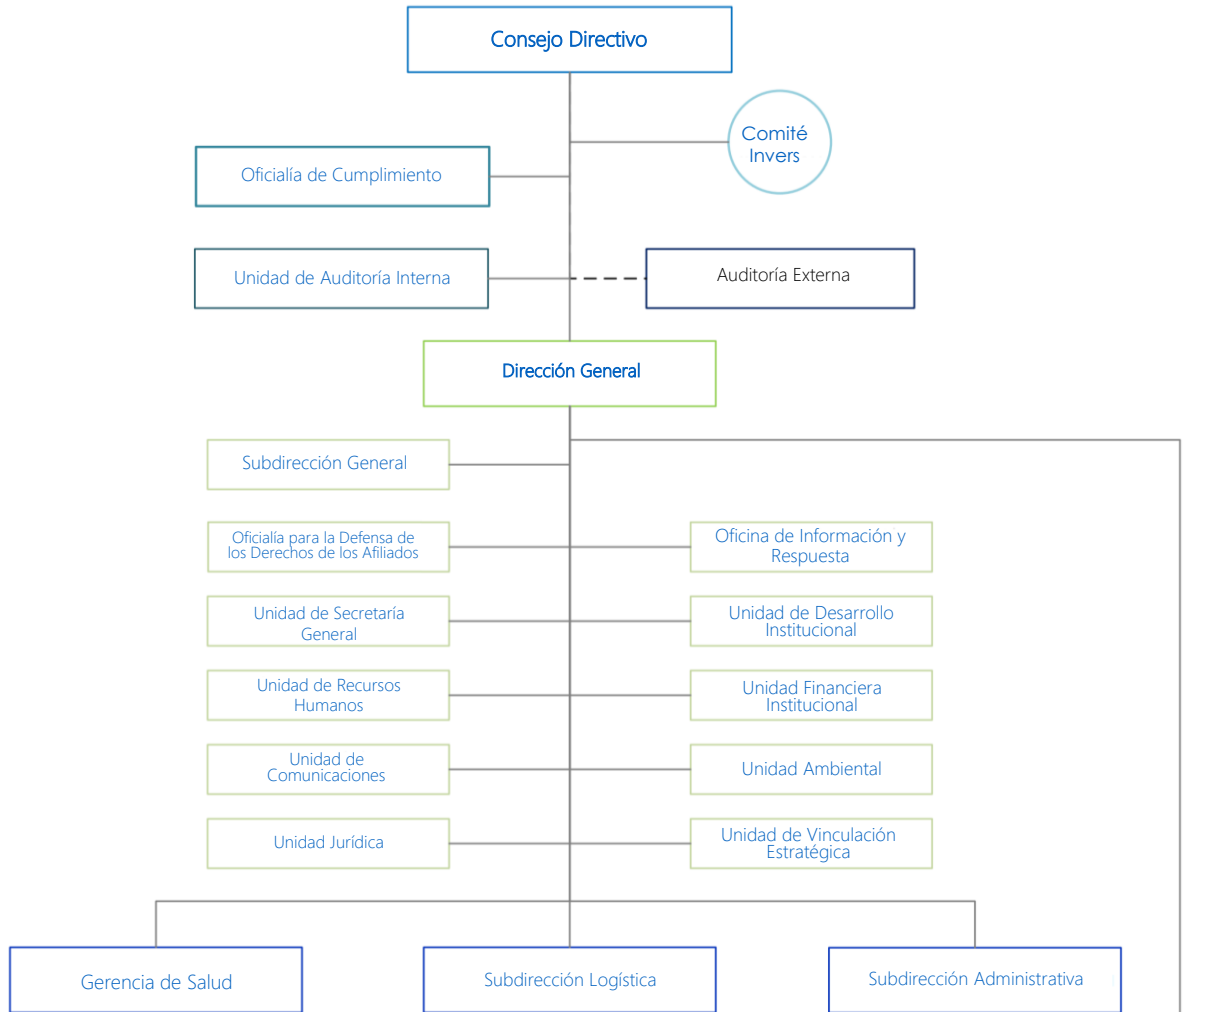 Consejo Directivo
Comité
Invers
Oficialía de Cumplimiento
Unidad de Auditoría Interna
Auditoría Externa
Dirección General
Subdirección General
Oficialía para la Defensa de
los Derechos de los Afiliados
Oficina de Información y
Respuesta
Unidad de Secretaría
General
Unidad de Desarrollo
Institucional
Unidad de Recursos
Humanos
Unidad Financiera
Institucional
Unidad de
Comunicaciones
Unidad Ambiental
Unidad Jurídica
Unidad de Vinculación
Estratégica
Gerencia de Salud
Subdirección Logística
Subdirección Administrativa